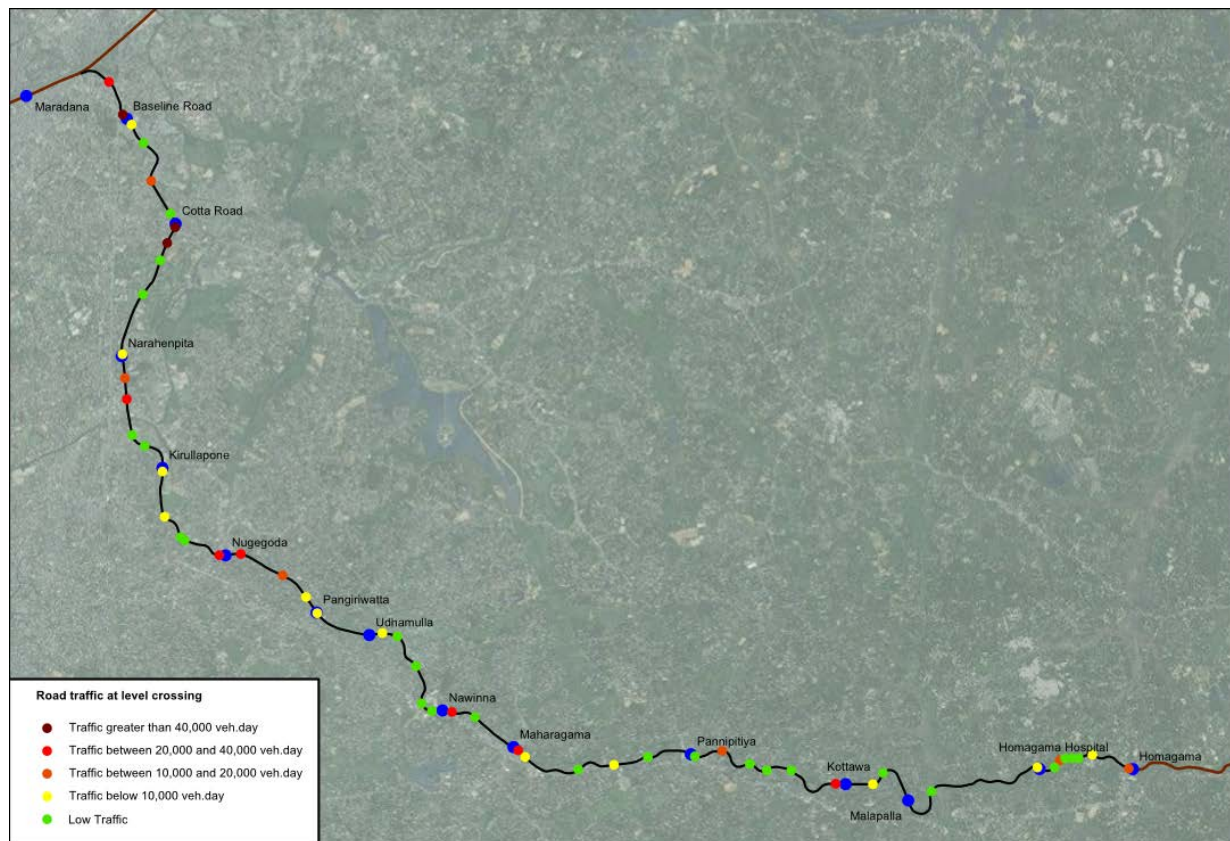 Maradana
Baseline Road
Cotta Road
Narahenpita
Kirullapone
Nugegoda
Pangiriwatta
Udhamulla
Nawinna
Maharagama
Pannipitiya
Kottawa
Malapalla
Homagama Hospital
Homagama
Road traffic at level crossing
Traffic greater than 40,000 veh.day
Traffic between 20,000 and 40,000 veh.day
Traffic between 10,000 and 20,000 veh.day
Traffic below 10,000 veh.day
Low Traffic